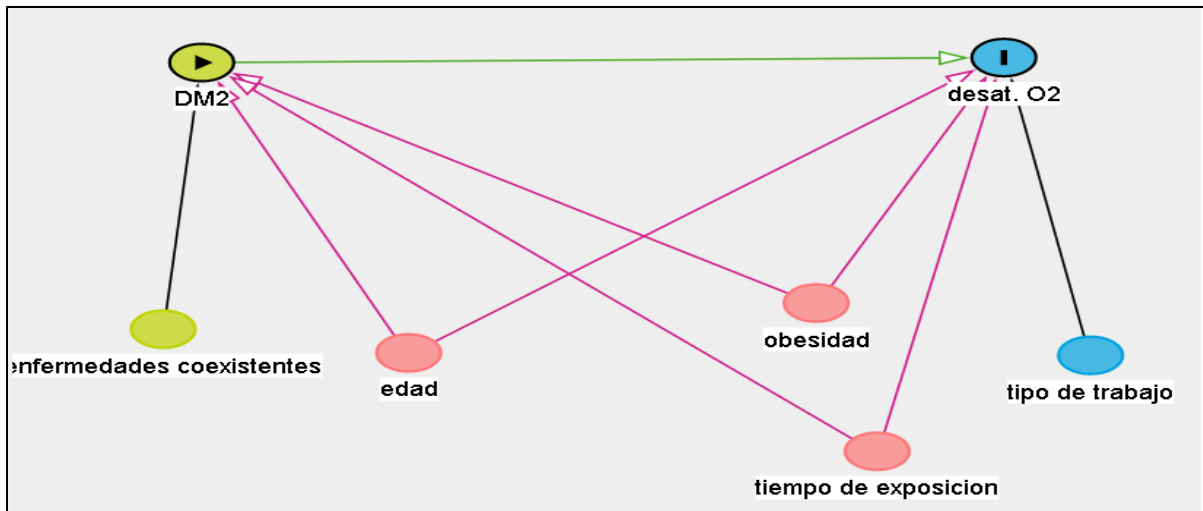 DM2
desat. O2
enfermedades coexistentes
edad
obesidad
tipo de trabajo
tiempo de exposicion